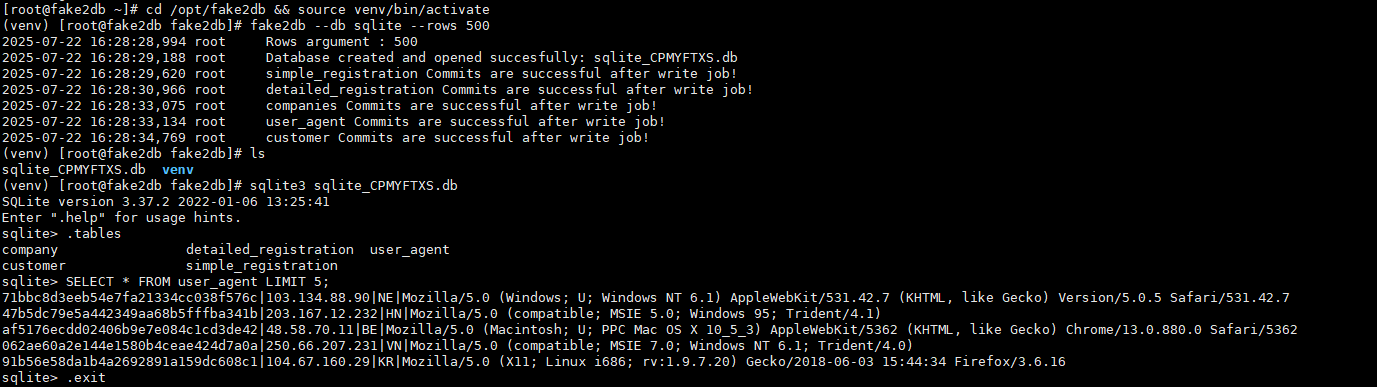 [root@fake2db ~]# cd /opt/fake2db && source venv/bin/activate
(venv) [root@fake2db fake2db]# fake2db --db sqlite --rows 500
2025-07-22 16:28:28,994 root     Rows argument : 500
2025-07-22 16:28:29,188 root     Database created and opened succesfully: sqlite_CPMYFTXS.db
2025-07-22 16:28:29,620 root     simple_registration Commits are successful after write job!
2025-07-22 16:28:30,966 root     detailed_registration Commits are successful after write job!
2025-07-22 16:28:33,075 root     companies Commits are successful after write job!
2025-07-22 16:28:33,134 root     user_agent Commits are successful after write job!
2025-07-22 16:28:34,769 root     customer Commits are successful after write job!
(venv) [root@fake2db fake2db]# ls
sqlite_CPMYFTXS.db  venv
(venv) [root@fake2db fake2db]# sqlite3 sqlite_CPMYFTXS.db
SQLite version 3.37.2 2022-01-06 13:25:41
Enter ".help" for usage hints.
sqlite> .tables
company                detailed_registration  user_agent
customer               simple_registration
sqlite> SELECT * FROM user_agent LIMIT 5;
71bbc8d3eeb54e7fa21334cc038f576c|103.134.88.90|NE|Mozilla/5.0 (Windows; U; Windows NT 6.1) AppleWebKit/531.42.7 (KHTML, like Gecko) Version/5.0.5 Safari/531.42.7
47b5dc79e5a442349aa68b5fffba341b|203.167.12.232|HN|Mozilla/5.0 (compatible; MSIE 5.0; Windows 95; Trident/4.1)
af5176ecdd02406b9e7e084c1cd3de42|48.58.70.11|BE|Mozilla/5.0 (Macintosh; U; PPC Mac OS X 10_5_3) AppleWebKit/5362 (KHTML, like Gecko) Chrome/13.0.880.0 Safari/5362
062ae60a2e144e1580b4ceae424d7a0a|250.66.207.231|VN|Mozilla/5.0 (compatible; MSIE 7.0; Windows NT 6.1; Trident/4.0)
91b56e58da1b4a2692891a159dc608c1|104.67.160.29|KR|Mozilla/5.0 (X11; Linux i686; rv:1.9.7.20) Gecko/2018-06-03 15:44:34 Firefox/3.6.16
sqlite> .exit